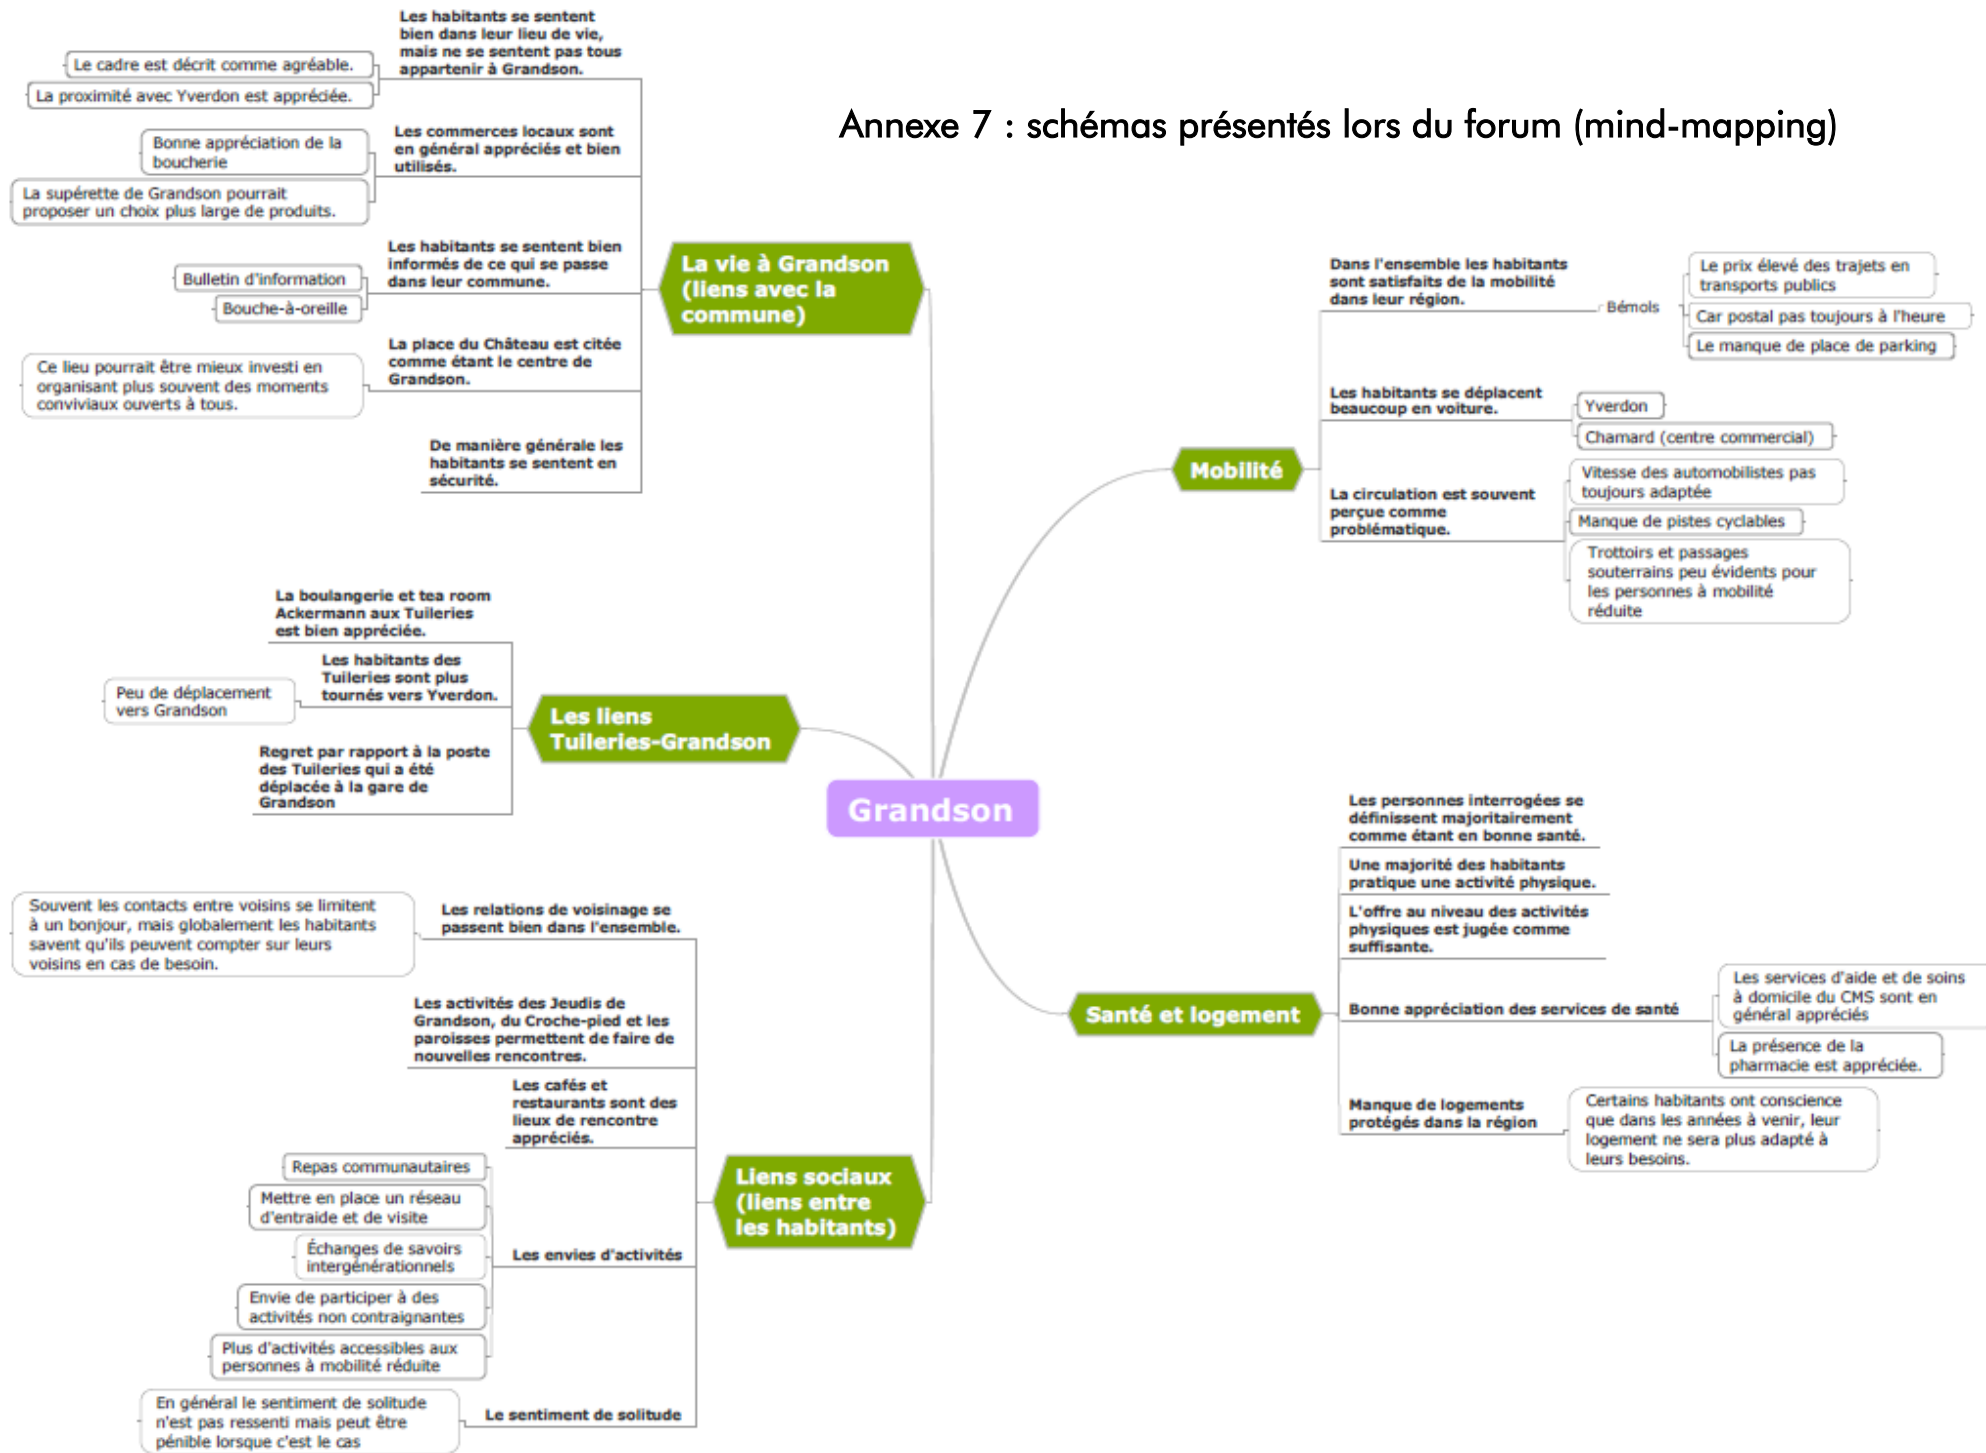 Annexe 7 : schémas présentés lors du forum (mind-mapping)
Grandson
La vie à Grandson
(liens avec la
commune)
Les habitants se sentent
bien dans leur lieu de vie,
mais ne se sentent pas tous
appartenir à Grandson.
Le cadre est décrit comme agréable.
La proximité avec Yverdon est appréciée.
Les commerces locaux sont
en général appréciés et bien
utilisés.
Bonne appréciation de la
boucherie
La supérette de Grandson pourrait
proposer un choix plus large de produits.
Les habitants se sentent bien
informés de ce qui se passe
dans leur commune.
Bulletin d'information
Bouche-à-oreille
La place du Château est citée
comme étant le centre de
Grandson.
Ce lieu pourrait être mieux investi en
organisant plus souvent des moments
conviviaux ouverts à tous.
De manière générale les
habitants se sentent en
sécurité.
Les liens
Tuileries-Grandson
La boulangerie et tea room
Ackermann aux Tuileries
est bien appréciée.
Les habitants des
Tuileries sont plus
tournés vers Yverdon.
Peu de déplacement
vers Grandson
Regret par rapport à la poste
des Tuileries qui a été
déplacée à la gare de
Grandson
Liens sociaux
(liens entre
les habitants)
Les relations de voisinage se
passent bien dans l'ensemble.
Souvent les contacts entre voisins se limitent
à un bonjour, mais globalement les habitants
savent qu'ils peuvent compter sur leurs
voisins en cas de besoin.
Les activités des Jeudis de
Grandson, du Croche-pied et les
paroisses permettent de faire de
nouvelles rencontres.
Les cafés et
restaurants sont des
lieux de rencontre
appréciés.
Les envies d'activités
Repas communautaires
Mettre en place un réseau
d'entraide et de visite
Échanges de savoirs
intergénérationnels
Envie de participer à des
activités non contraignantes
Plus d'activités accessibles aux
personnes à mobilité réduite
Le sentiment de solitude
En général le sentiment de solitude
n'est pas ressenti mais peut être
pénible lorsque c'est le cas
Mobilité
Dans l'ensemble les habitants
sont satisfaits de la mobilité
dans leur région.
Bémols
Le prix élevé des trajets en
transports publics
Car postal pas toujours à l'heure
Le manque de place de parking
Les habitants se déplacent
beaucoup en voiture.
Yverdon
Chamard (centre commercial)
La circulation est souvent
perçue comme
problématique.
Vitesse des automobilistes pas
toujours adaptée
Manque de pistes cyclables
Trottoirs et passages
souterrains peu évidents pour
les personnes à mobilité
réduite
Santé et logement
Les personnes interrogées se
définissent majoritairement
comme étant en bonne santé.
Une majorité des habitants
pratique une activité physique.
L'offre au niveau des activités
physiques est jugée comme
suffisante.
Bonne appréciation des services de santé
Les services d'aide et de soins
à domicile du CMS sont en
général appréciés
La présence de la
pharmacie est appréciée.
Manque de logements
protégés dans la région
Certains habitants ont conscience
que dans les années à venir, leur
logement ne sera plus adapté à
leurs besoins.